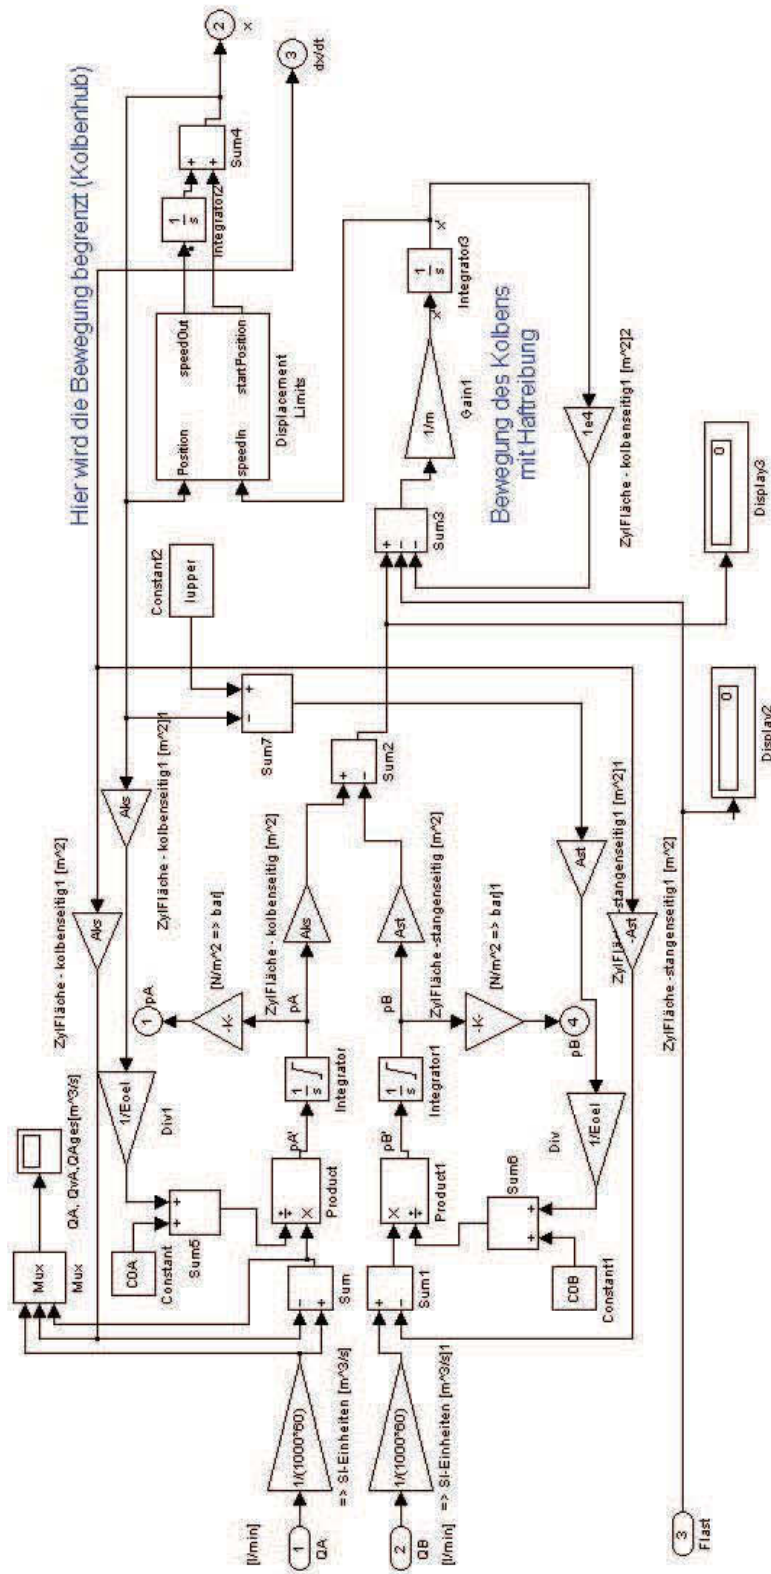 [l/min]
1
QA
1/(1000*60)
=> SI-Einheiten [m^3/s]
2
QB
[l/min]
1/(1000*60)
=> SI-Einheiten [m^3/s]1
3
Flast
Mux
Mux
QA, QvA,QAges[m^3/s]
C0A
Constant
Sum5
Sum
Sum1
C0B
Constant1
Sum6
1/Eoel
Div1
Product
pA'
Product1
pB'
1/Eoel
Div
1
s
Integrator
1
s
Integrator1
1
pA
-K-
[N/m^2 => bar]
pA
pB
-K-
[N/m^2 => bar]1
pB
4
Aks
ZylFläche - kolbenseitig1 [m^2]
Aks
ZylFläche - kolbenseitig1 [m^2]1
Aks
ZylFläche - kolbenseitig [m^2]
Ast
ZylFläche -stangenseitig [m^2]
Ast
ZylFläche -stangenseitig1 [m^2]1
-Ast
ZylFläche -stangenseitig1 [m^2]
Sum2
Sum7
Constant2
lupper
Display2
0
Display3
0
Sum3
1/m
Gain1
x''
1
s
Integrator3
x'
1e4
ZylFläche - kolbenseitig1 [m^2]2
Bewegung des Kolbens
mit Haftreibung
Hier wird die Bewegung begrenzt (Kolbenhub)
Position
speedOut
speedIn
startPosition
Displacement
Limits
1
s
Integrator2
Sum4
2
x
3
dx/dt